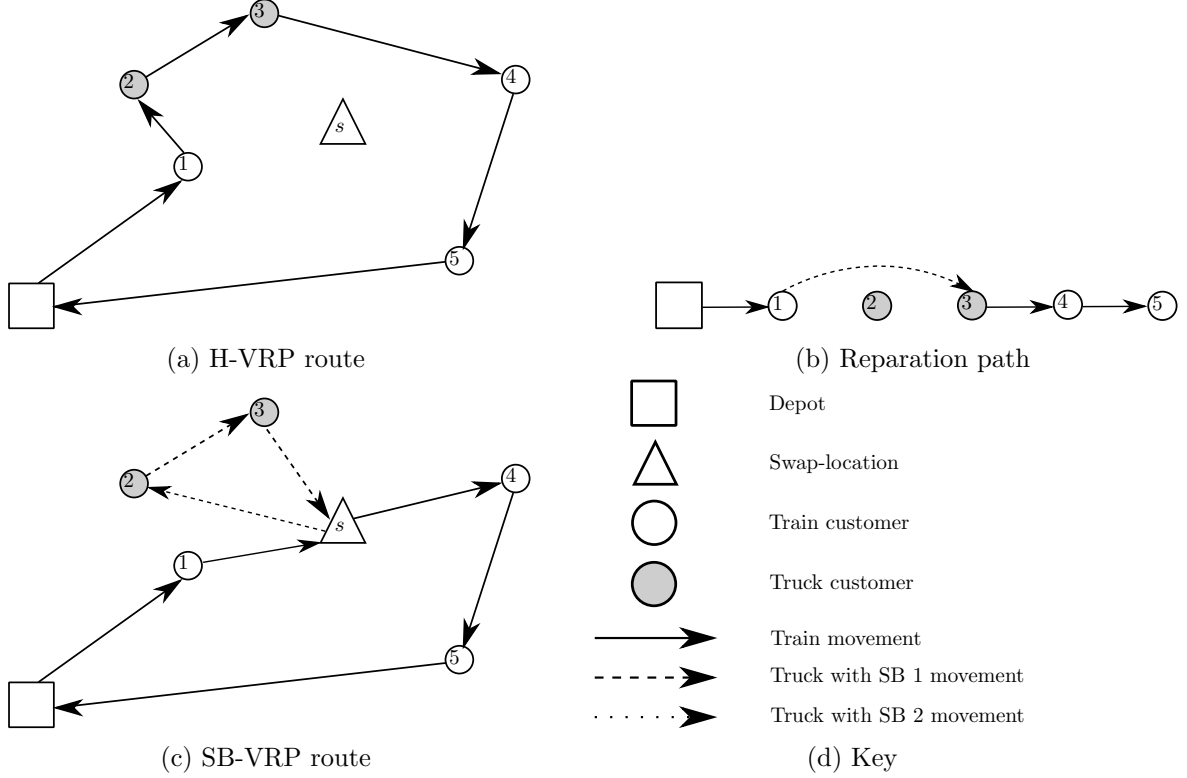 3
2
4
s
1
5
1
2
3
4
5
(a) H-VRP route
(b) Reparation path
3
2
4
s
1
5
Depot
Swap-location
Train customer
Truck customer
Train movement
Truck with SB 1 movement
Truck with SB 2 movement
(c) SB-VRP route
(d) Key